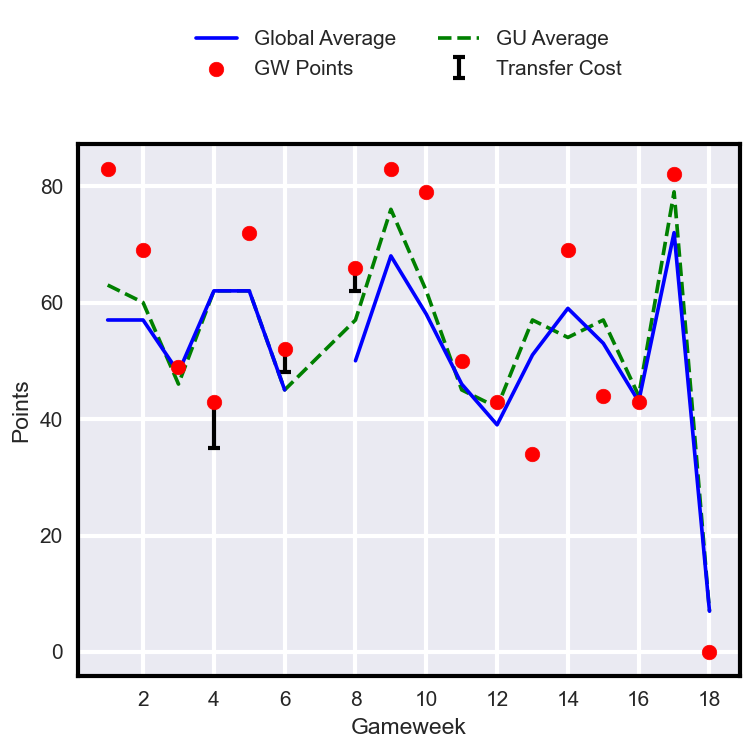 Global Average
GU Average
GW Points
Transfer Cost
80
60
40
20
0
Points
2 4 6 8 10 12 14 16 18
Gameweek